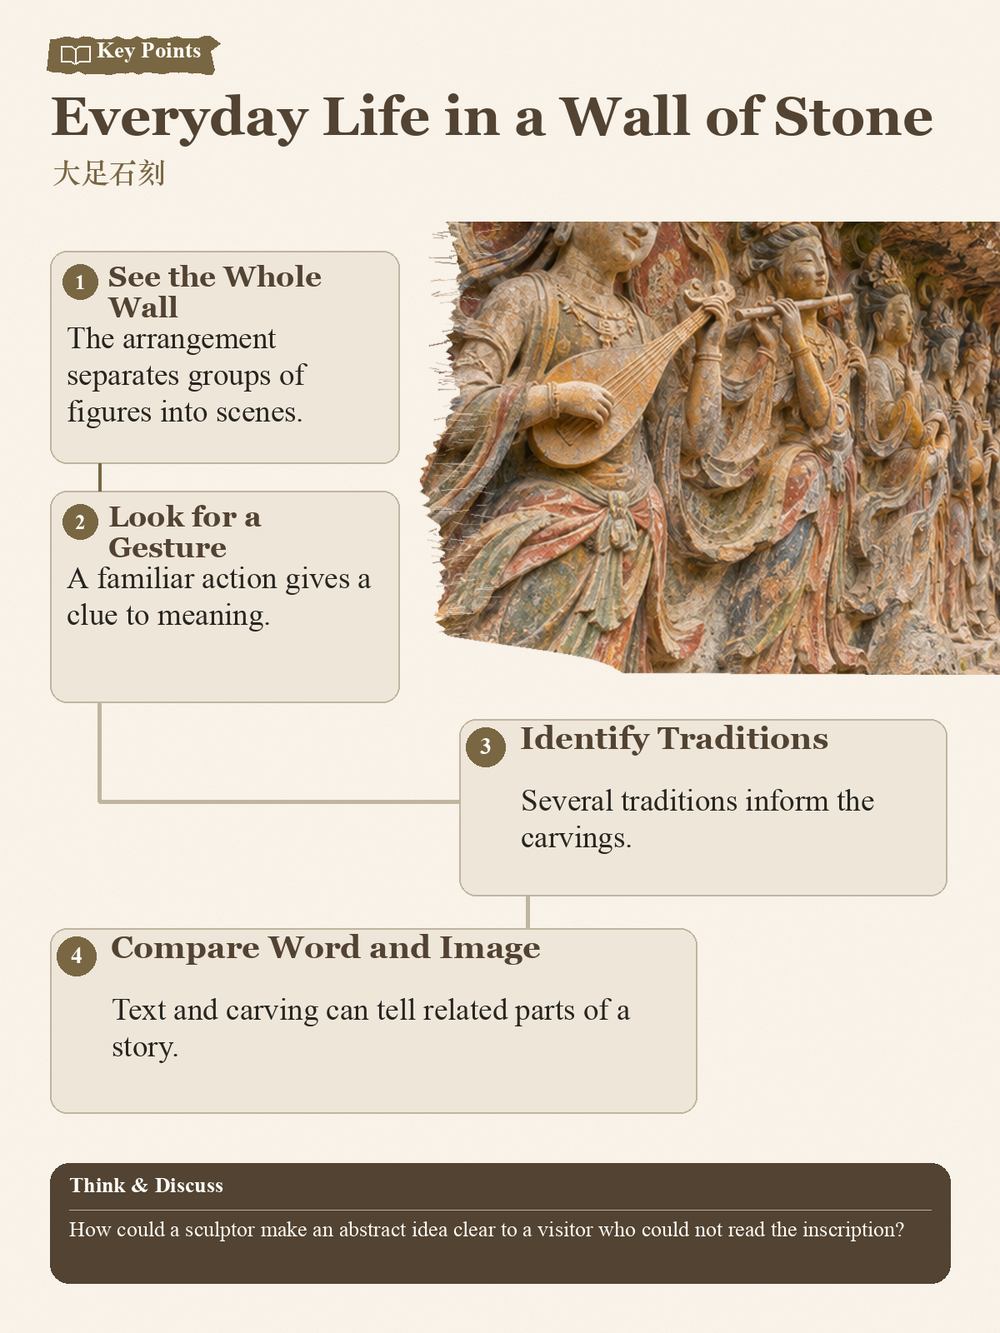 Key Points
Everyday Life in a Wall of Stone
大足石刻
1 See the Whole
Wall
The arrangement
separates groups of
figures into scenes.
2 Look for a
Gesture
A familiar action gives a
clue to meaning.
3 Identify Traditions
Several traditions inform the
carvings.
4 Compare Word and Image
Text and carving can tell related parts of a
story.
Think & Discuss
How could a sculptor make an abstract idea clear to a visitor who could not read the inscription?